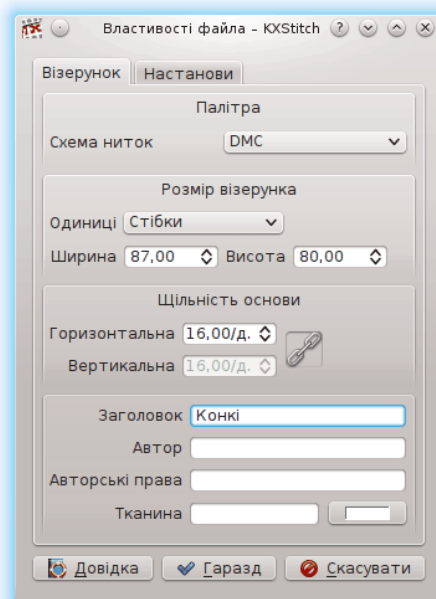 Властивості файла – KXStitch
Візерунок Настанови
Палітра
Схема ниток DMC
Розмір візерунка
Одиниці Стібки
Ширина 87,00 Висота 80,00
Щільність основи
Горизонтальна 16,00/д.
Вертикальна 16,00/д.
Заголовок Конкі
Автор
Авторські права
Тканина
Довідка Гаразд Скасувати